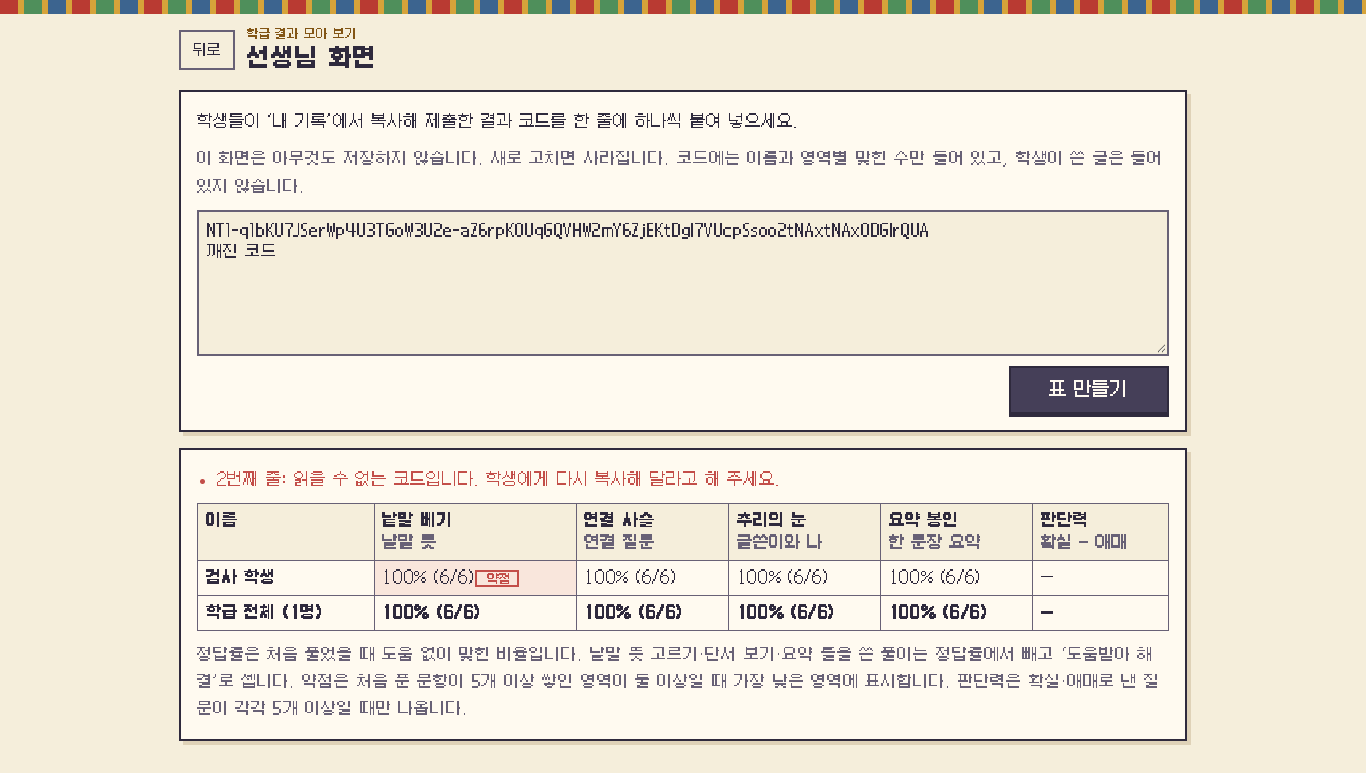 뒤로
학급 결과 모아 보기
선생님 화면
학생들이 ‘내 기록’에서 복사해 제출한 결과 코드를 한 줄에 하나씩 붙여 넣으세요.
이 화면은 아무것도 저장하지 않습니다. 새로 고치면 사라집니다. 코드에는 이름과 영역별 맞힌 수만 들어 있고, 학생이 쓴 글은 들어
있지 않습니다.
깨진 코드
표 만들기
• 2번째 줄: 읽을 수 없는 코드입니다. 학생에게 다시 복사해 달라고 해 주세요.
이름 낱말 베기 연결 사슬 추리의 눈 요약 봉인 판단력
낱말 뜻 연결 질문 글쓴이와 나 한 문장 요약 확실 – 애매
검사 학생 100% (6/6) 약점 100% (6/6) 100% (6/6) 100% (6/6) —
학급 전체 (1명) 100% (6/6) 100% (6/6) 100% (6/6) 100% (6/6) —
정답률은 처음 풀었을 때 도움 없이 맞힌 비율입니다. 낱말 뜻 고르기·단서 보기·요약 틀을 쓴 풀이는 정답률에서 빼고 ‘도움받아 해
결’로 셉니다. 약점은 처음 푼 문항이 5개 이상 쌓인 영역이 둘 이상일 때 가장 낮은 영역에 표시합니다. 판단력은 확실·애매로 낸 질
문이 각각 5개 이상일 때만 나옵니다.